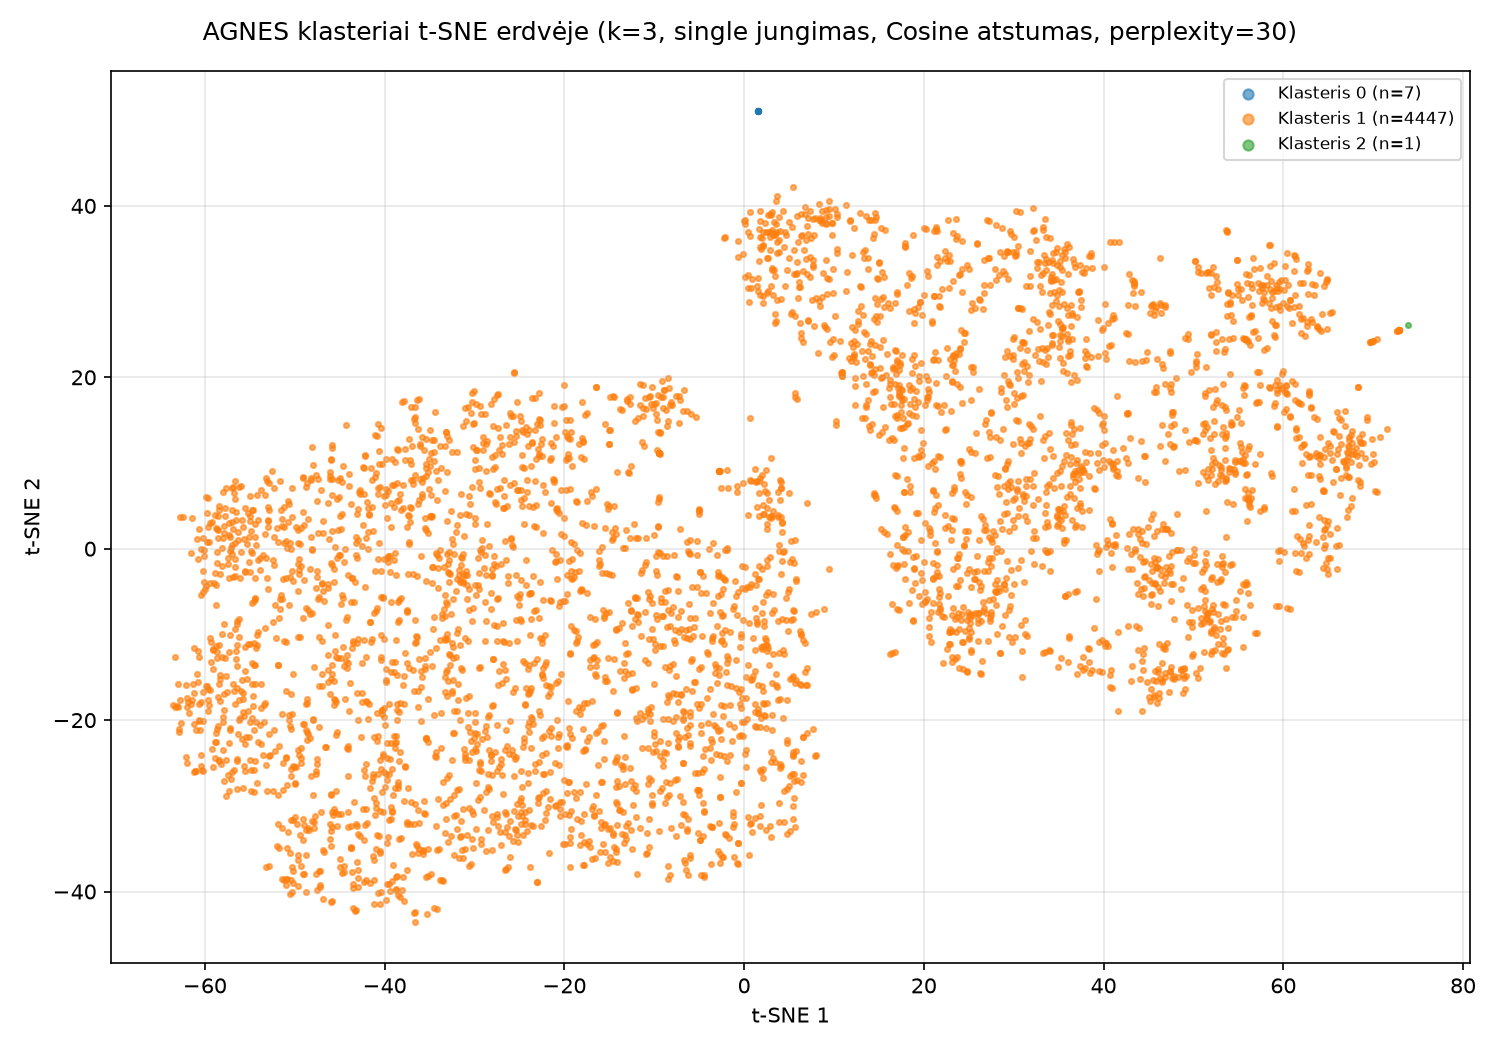 AGNES klasteriai t-SNE erdvėje (k=3, single jungimas, Cosine atstumas, perplexity=30)
Klasteris 0 (n=7)
Klasteris 1 (n=4447)
Klasteris 2 (n=1)
t-SNE 2
40
20
0
−20
−40
−60 −40 −20 0 20 40 60 80
t-SNE 1